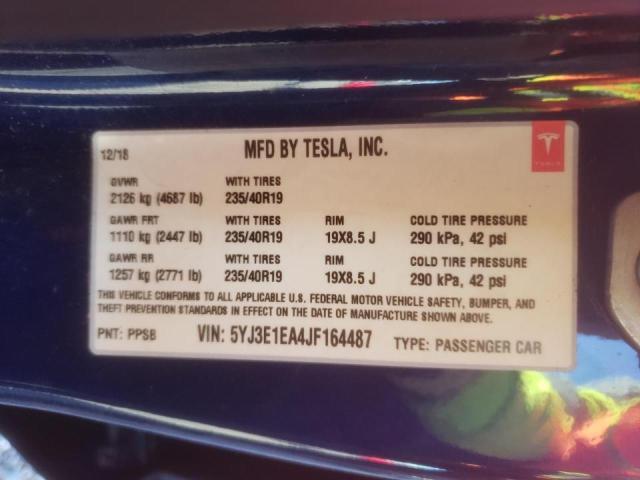 12/18 MFD BY TESLA, INC.
TESLA
GVWR WITH TIRES
2126 kg (4687 lb) 235/40R19
GAWR FRT WITH TIRES RIM COLD TIRE PRESSURE
1110 kg (2447 lb) 235/40R19 19X8.5 J 290 kPa, 42 psi
GAWR RR WITH TIRES RIM COLD TIRE PRESSURE
1257 kg (2771 lb) 235/40R19 19X8.5 J 290 kPa, 42 psi
THIS VEHICLE CONFORMS TO ALL APPLICABLE U.S. FEDERAL MOTOR VEHICLE SAFETY, BUMPER, AND
THEFT PREVENTION STANDARDS IN EFFECT ON THE DATE OF MANUFACTURE SHOWN ABOVE.
PNT: PPSB VIN: 5YJ3E1EA4JF164487 TYPE: PASSENGER CAR